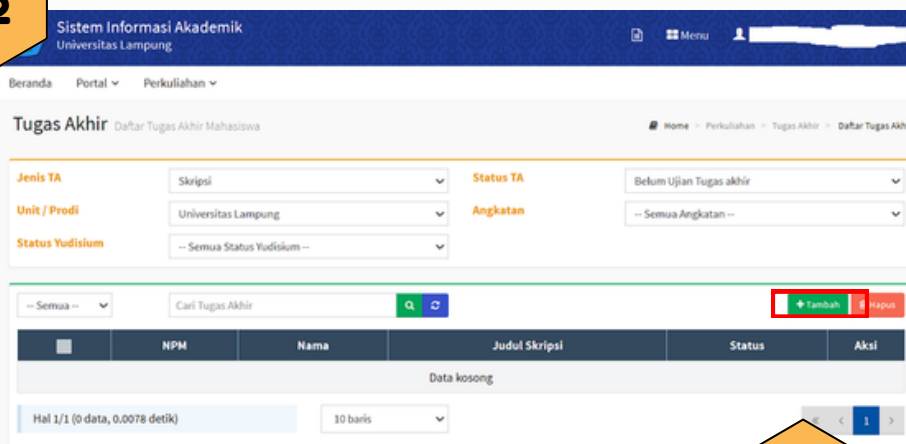 2
Sistem Informasi Akademik
Universitas Lampung
Menu
Beranda Portal Perkuliahan
Tugas Akhir Daftar Tugas Akhir Mahasiswa
Home > Perkuliahan > Tugas Akhir > Daftar Tugas Akh
Jenis TA Skripsi Status TA Belum Ujian Tugas akhir
Unit / Prodi Universitas Lampung Angkatan -- Semua Angkatan --
Status Yudisium -- Semua Status Yudisium --
-- Semua -- Cari Tugas Akhir + Tambah Hapus
NPM Nama Judul Skripsi Status Aksi
Data kosong
Hal 1/1 (0 data, 0.0078 detik) 10 baris « < 1 >